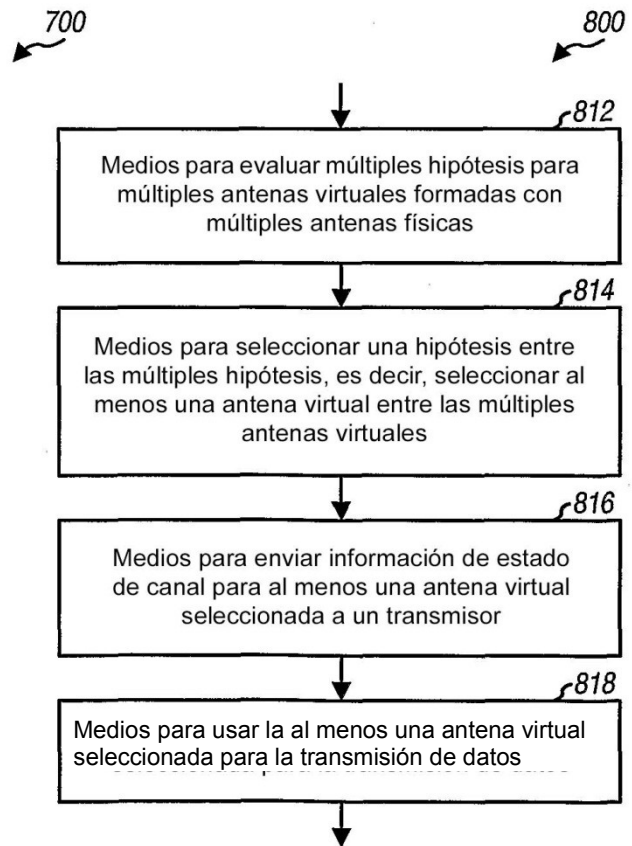 700 800
812
Medios para evaluar múltiples hipótesis para
múltiples antenas virtuales formadas con
múltiples antenas físicas
814
Medios para seleccionar una hipótesis entre
las múltiples hipótesis, es decir, seleccionar al
menos una antena virtual entre las múltiples
antenas virtuales
816
Medios para enviar información de estado
de canal para al menos una antena virtual
seleccionada a un transmisor
818
Medios para usar la al menos una antena virtual
seleccionada para la transmisión de datos